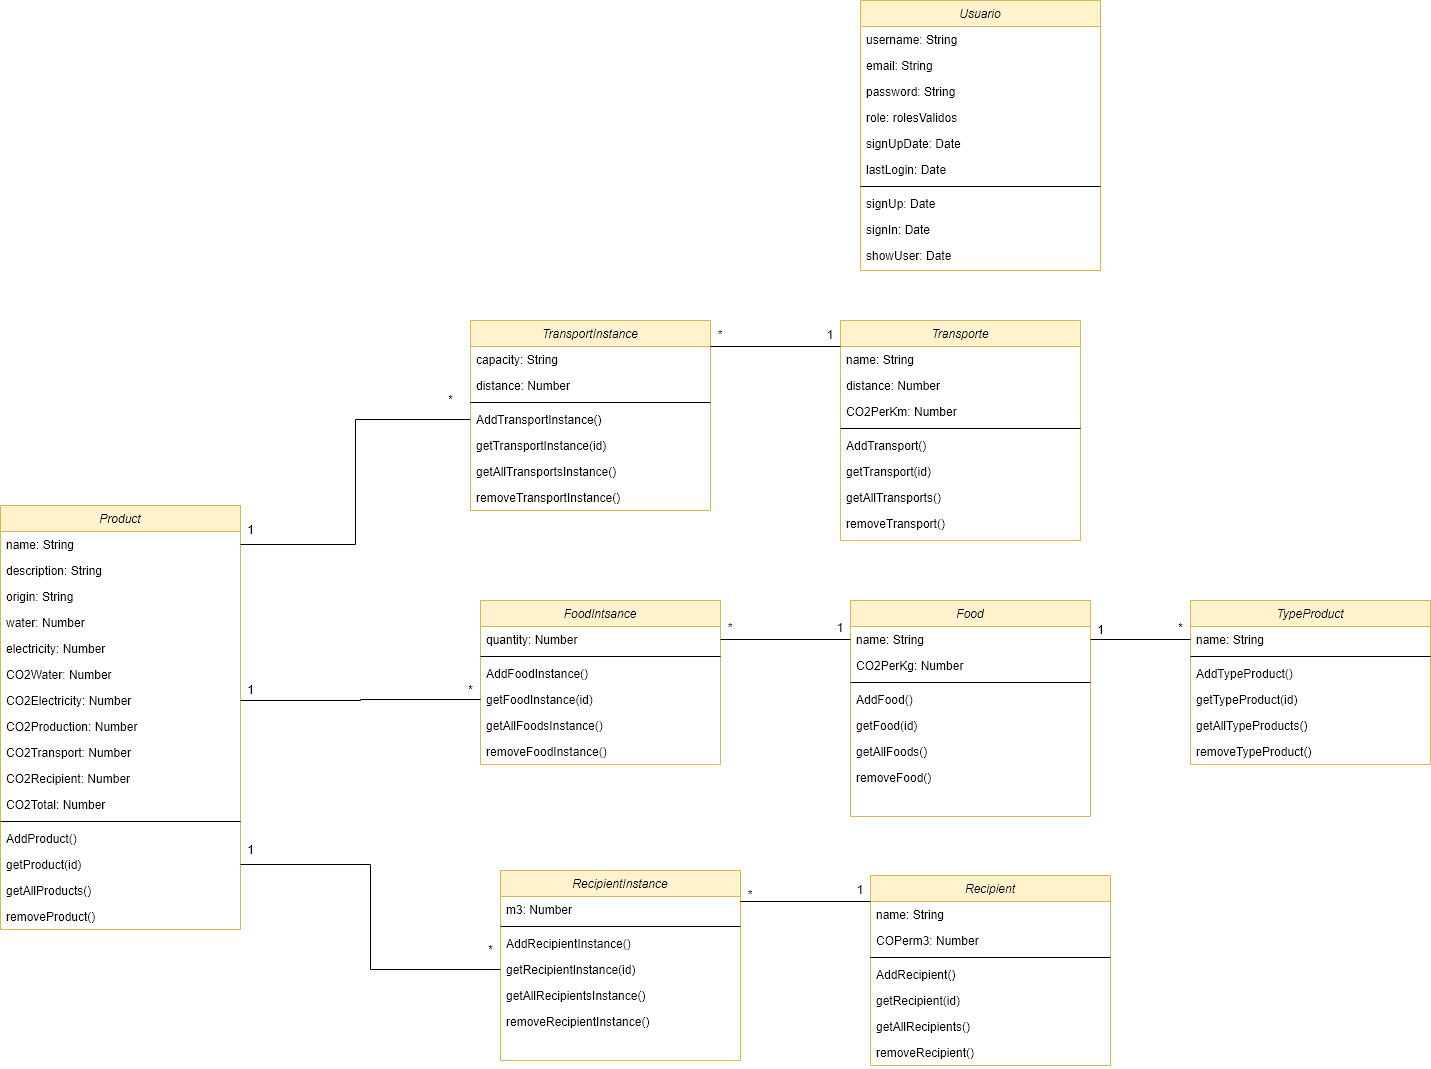 Usuario
username: String
email: String
password: String
role: rolesValidos
signUpDate: Date
lastLogin: Date
signUp: Date
signIn: Date
showUser: Date
TransportInstance
capacity: String
distance: Number
AddTransportInstance()
getTransportInstance(id)
getAllTransportsInstance()
removeTransportInstance()
*
1
Transporte
name: String
distance: Number
CO2PerKm: Number
AddTransport()
getTransport(id)
getAllTransports()
removeTransport()
*
1
Product
name: String
description: String
origin: String
water: Number
electricity: Number
CO2Water: Number
CO2Electricity: Number
CO2Production: Number
CO2Transport: Number
CO2Recipient: Number
CO2Total: Number
AddProduct()
getProduct(id)
getAllProducts()
removeProduct()
1
*
FoodIntsance
quantity: Number
AddFoodInstance()
getFoodInstance(id)
getAllFoodsInstance()
removeFoodInstance()
*
1
Food
name: String
CO2PerKg: Number
AddFood()
getFood(id)
getAllFoods()
removeFood()
1
*
TypeProduct
name: String
AddTypeProduct()
getTypeProduct(id)
getAllTypeProducts()
removeTypeProduct()
1
*
RecipientInstance
m3: Number
AddRecipientInstance()
getRecipientInstance(id)
getAllRecipientsInstance()
removeRecipientInstance()
*
1
Recipient
name: String
COPerm3: Number
AddRecipient()
getRecipient(id)
getAllRecipients()
removeRecipient()